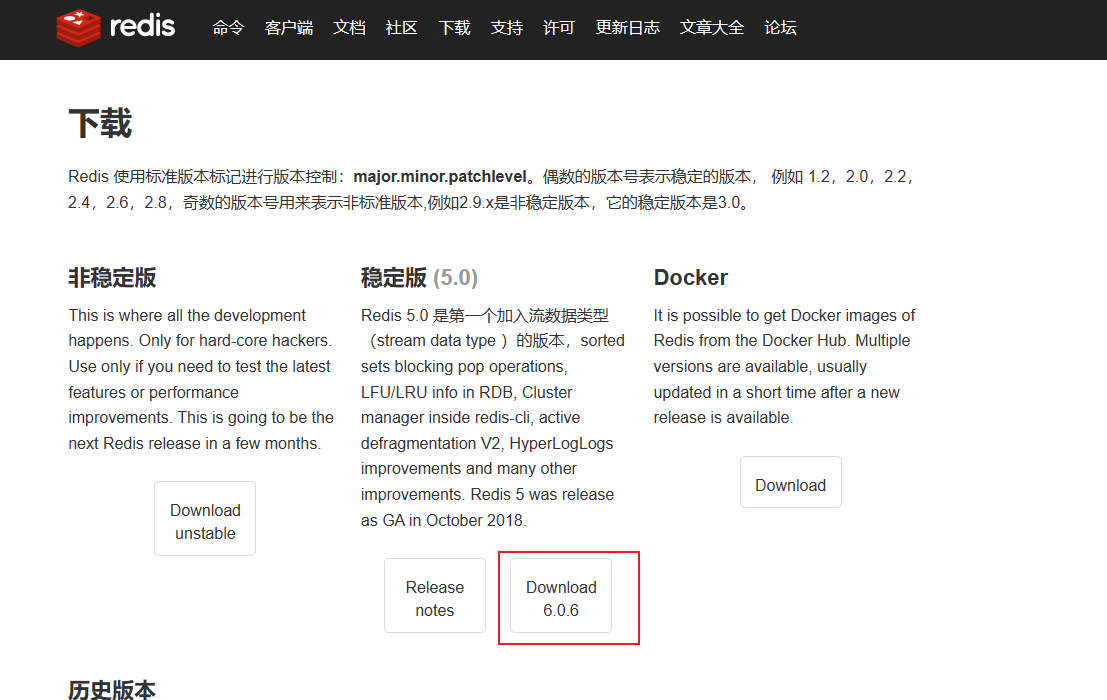 redis 命令 客户端 文档 社区 下载 支持 许可 更新日志 文章大全 论坛
下载
Redis 使用标准版本标记进行版本控制：major.minor.patchlevel。偶数的版本号表示稳定的版本， 例如 1.2，2.0，2.2，
2.4，2.6，2.8，奇数的版本号用来表示非标准版本,例如2.9.x是非稳定版本，它的稳定版本是3.0。
非稳定版
This is where all the development
happens. Only for hard-core hackers.
Use only if you need to test the latest
features or performance
improvements. This is going to be the
next Redis release in a few months.
Download
unstable
稳定版 (5.0)
Redis 5.0 是第一个加入流数据类型
（stream data type ）的版本，sorted
sets blocking pop operations,
LFU/LRU info in RDB, Cluster
manager inside redis-cli, active
defragmentation V2, HyperLogLogs
improvements and many other
improvements. Redis 5 was release
as GA in October 2018.
Release
notes
Download
6.0.6
Docker
It is possible to get Docker images of
Redis from the Docker Hub. Multiple
versions are available, usually
updated in a short time after a new
release is available.
Download
历史版本